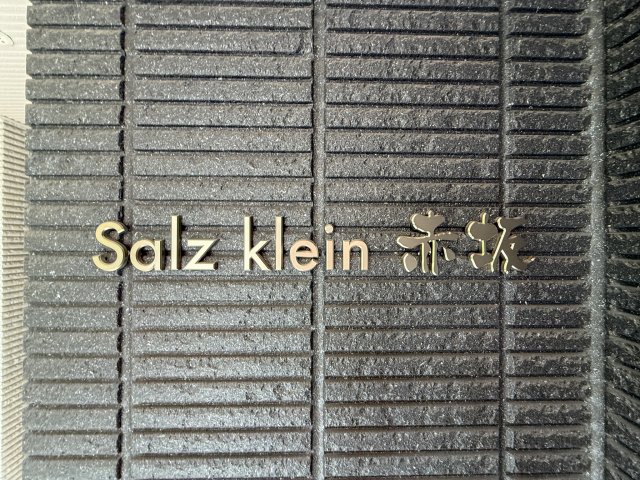 Salz klein 赤坂